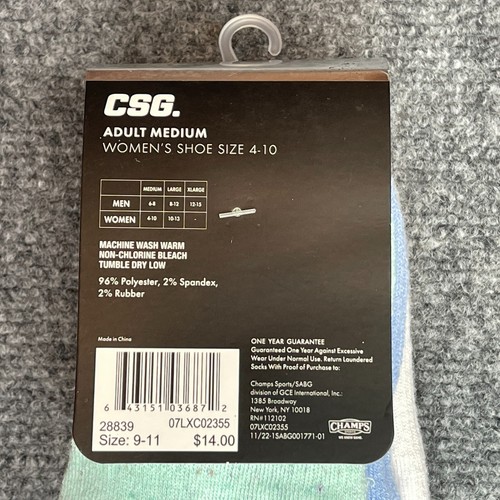 CSG.
ADULT MEDIUM
WOMEN'S SHOE SIZE 4-10
MEDIUM LARGE XLARGE
MEN 6-8 8-12 12-15
WOMEN 4-10 10-13 -
MACHINE WASH WARM
NON-CHLORINE BLEACH
TUMBLE DRY LOW
96% Polyester, 2% Spandex,
2% Rubber
Made in China
6 43151 03687 2
28839 07LXC02355
Size: 9-11 $14.00
ONE YEAR GUARANTEE
Guaranteed One Year Against Excessive
Wear Under Normal Use. Return Laundered
Socks With Proof of Purchase to:
Champs Sports/SABG
division of GCE International, Inc.:
1385 Broadway
New York, NY 10018
RN#112102
07LXC02355
11/22-1SABG001771-01
CHAMPS
WE KNOW GAME.